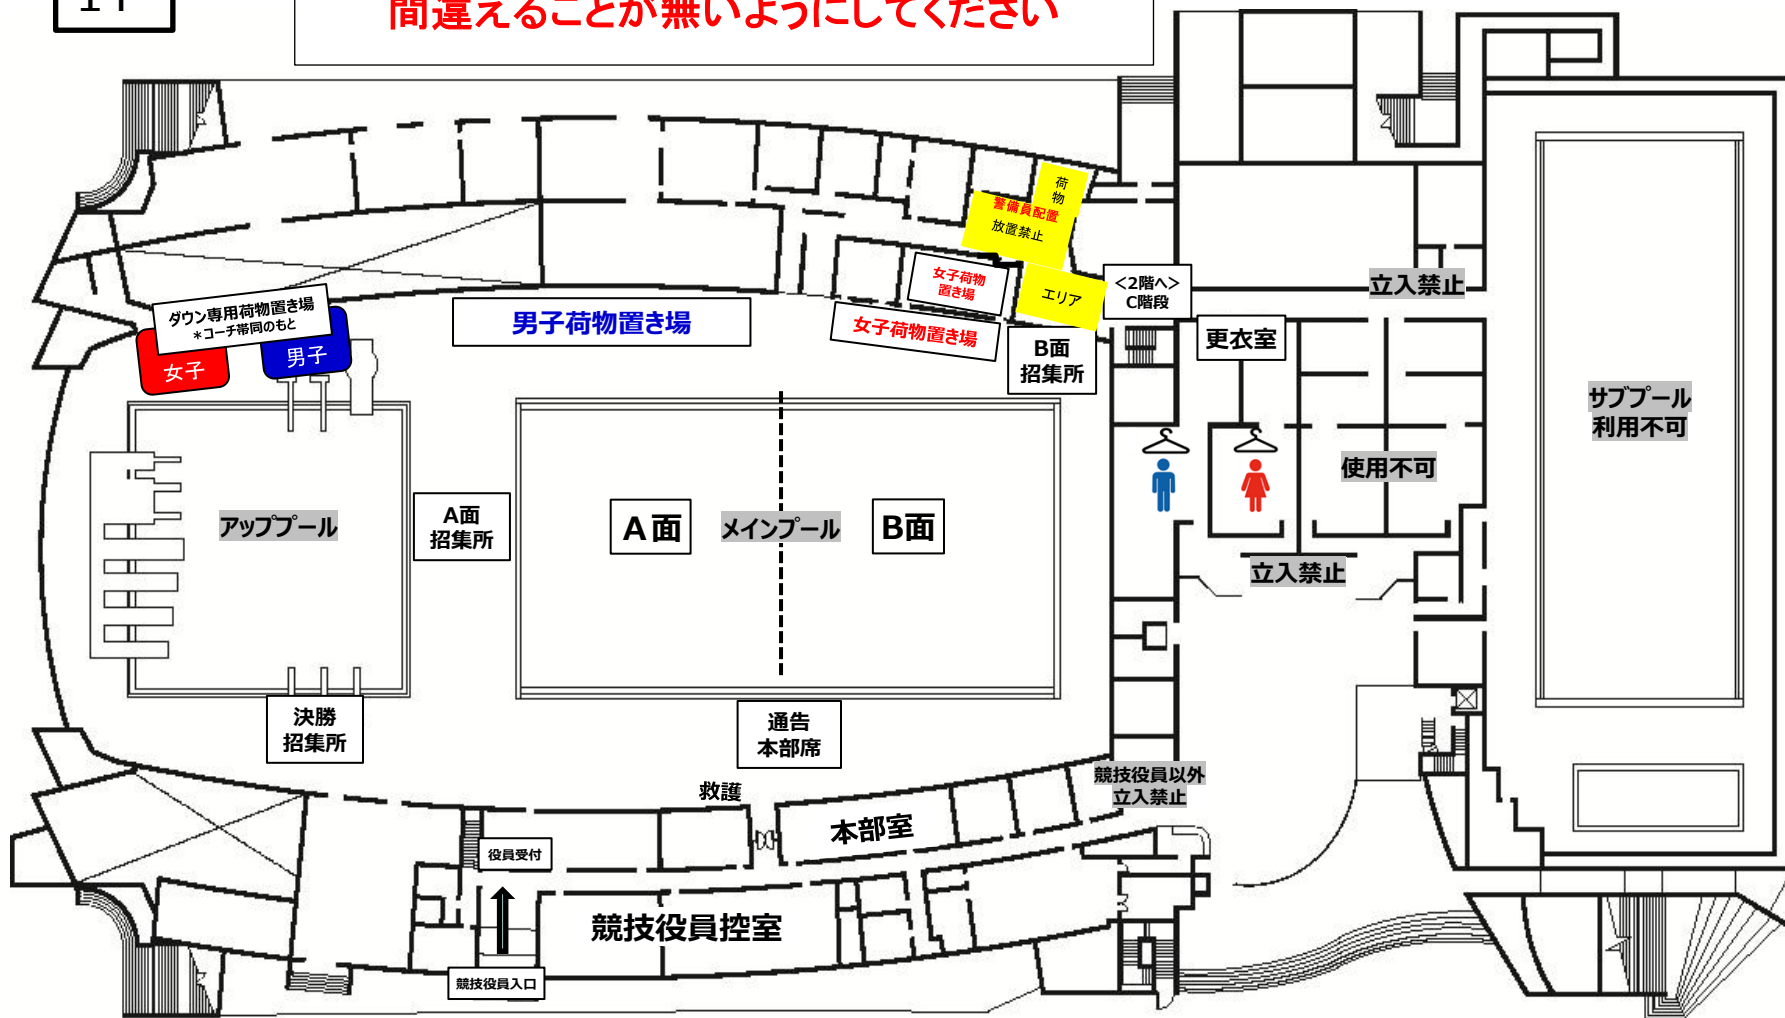 1F
間違えることが無いようにしてください
荷
物
警備員配置
放置禁止
エリア
女子荷物
置き場
女子荷物置き場
<2階へ>
C階段
立入禁止
ダウン専用荷物置き場
*コーチ帯同のもと
女子
男子
男子荷物置き場
B面
招集所
更衣室
サブプール
利用不可
使用不可
アッププール
A面
招集所
A面
メインプール
B面
立入禁止
決勝
招集所
通告
本部席
救護
競技役員以外
立入禁止
本部室
役員受付
競技役員控室
競技役員入口